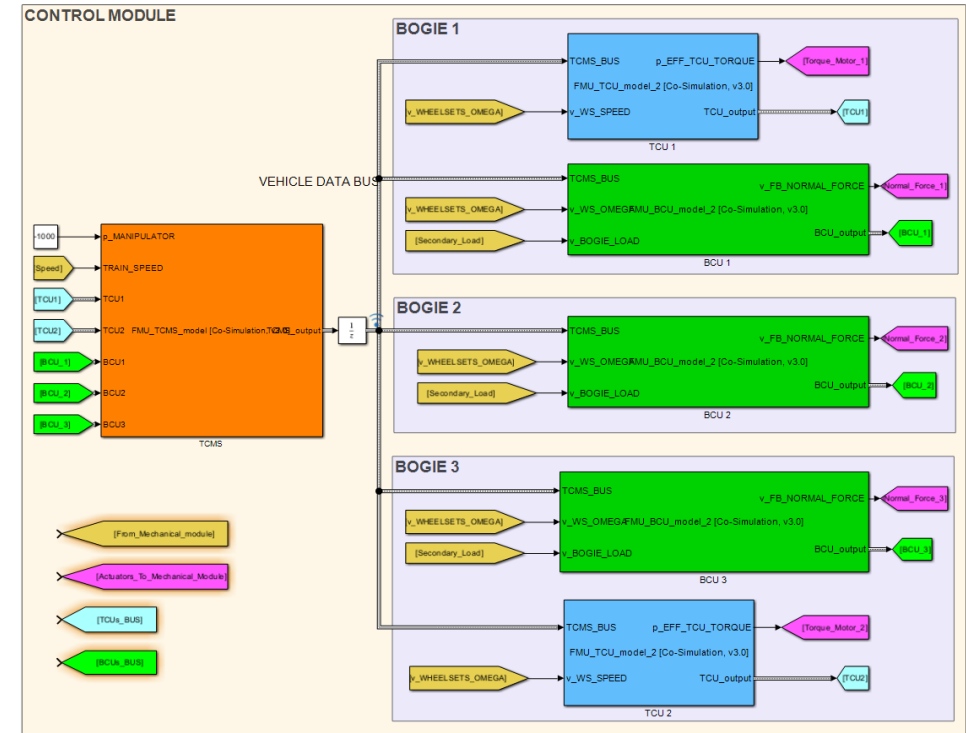 CONTROL MODULE
BOGIE 1
TCMS_BUS
p_EFF_TCU_TORQUE
[Torque_Motor_1]
FMU_TCU_model_2 [Co-Simulation, v3.0]
v_WHEELSETS_OMEGA]
v_WS_SPEED
TCU_output
[TCU1]
TCU 1
VEHICLE DATA BUS
TCMS_BUS
v_FB_NORMAL_FORCE
Normal_Force_1]
v_WHEELSETS_OMEGA]
v_WS_OMEGA
FMU_BCU_model_2 [Co-Simulation, v3.0]
[Secondary_Load]
v_BOGIE_LOAD
BCU_output
[BCU_1]
BCU 1
-1000
p_MANIPULATOR
Speed]
TRAIN_SPEED
[TCU1]
TCU1
[TCU2]
TCU2
FMU_TCMS_model [Co-Simulation,
_output
1
z
[BCU_1]
BCU1
[BCU_2]
BCU2
[BCU_3]
BCU3
TCMS
BOGIE 2
TCMS_BUS
v_FB_NORMAL_FORCE
Normal_Force_2]
v_WHEELSETS_OMEGA]
v_WS_OMEGA
FMU_BCU_model_2 [Co-Simulation, v3.0]
[Secondary_Load]
v_BOGIE_LOAD
BCU_output
[BCU_2]
BCU 2
BOGIE 3
TCMS_BUS
v_FB_NORMAL_FORCE
Normal_Force_3]
v_WHEELSETS_OMEGA]
v_WS_OMEGA
FMU_BCU_model_2 [Co-Simulation, v3.0]
[Secondary_Load]
v_BOGIE_LOAD
BCU_output
[BCU_3]
BCU 3
TCMS_BUS
p_EFF_TCU_TORQUE
[Torque_Motor_2]
FMU_TCU_model_2 [Co-Simulation, v3.0]
v_WHEELSETS_OMEGA]
v_WS_SPEED
TCU_output
[TCU2]
TCU 2
[From_Mechanical_module]
[Actuators_To_Mechanical_Module]
[TCUs_BUS]
[BCUs_BUS]